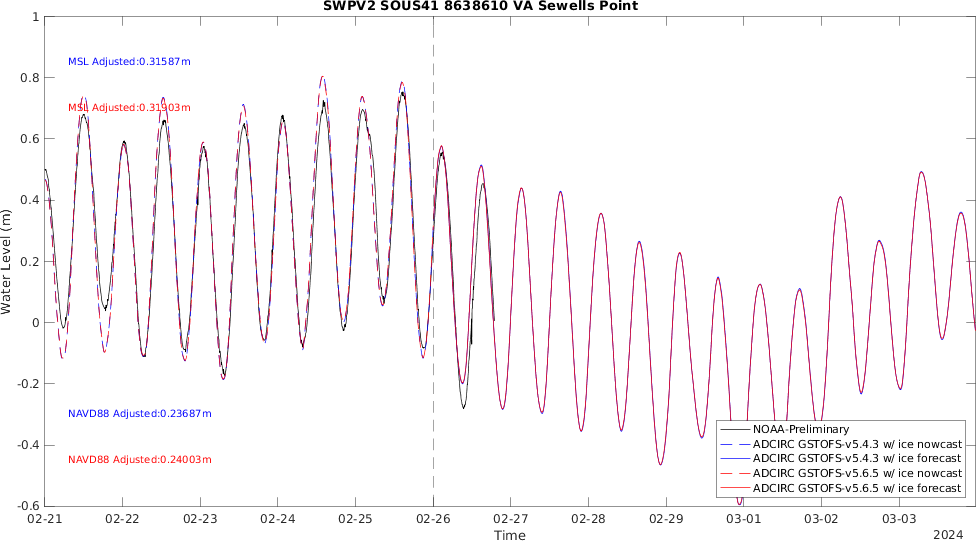 SWPV2 SOUS41 8638610 VA Sewells Point
MSL Adjusted:0.31587m
MSL Adjusted:0.31903m
NAVD88 Adjusted:0.23687m
NAVD88 Adjusted:0.24003m
Water Level (m)
1
0.8
0.6
0.4
0.2
0
-0.2
-0.4
-0.6
NOAA-Preliminary
ADCIRC GSTOFS-v5.4.3 w/ ice nowcast
ADCIRC GSTOFS-v5.4.3 w/ ice forecast
ADCIRC GSTOFS-v5.6.5 w/ ice nowcast
ADCIRC GSTOFS-v5.6.5 w/ ice forecast
02-21 02-22 02-23 02-24 02-25 02-26 02-27 02-28 02-29 03-01 03-02 03-03
Time
2024